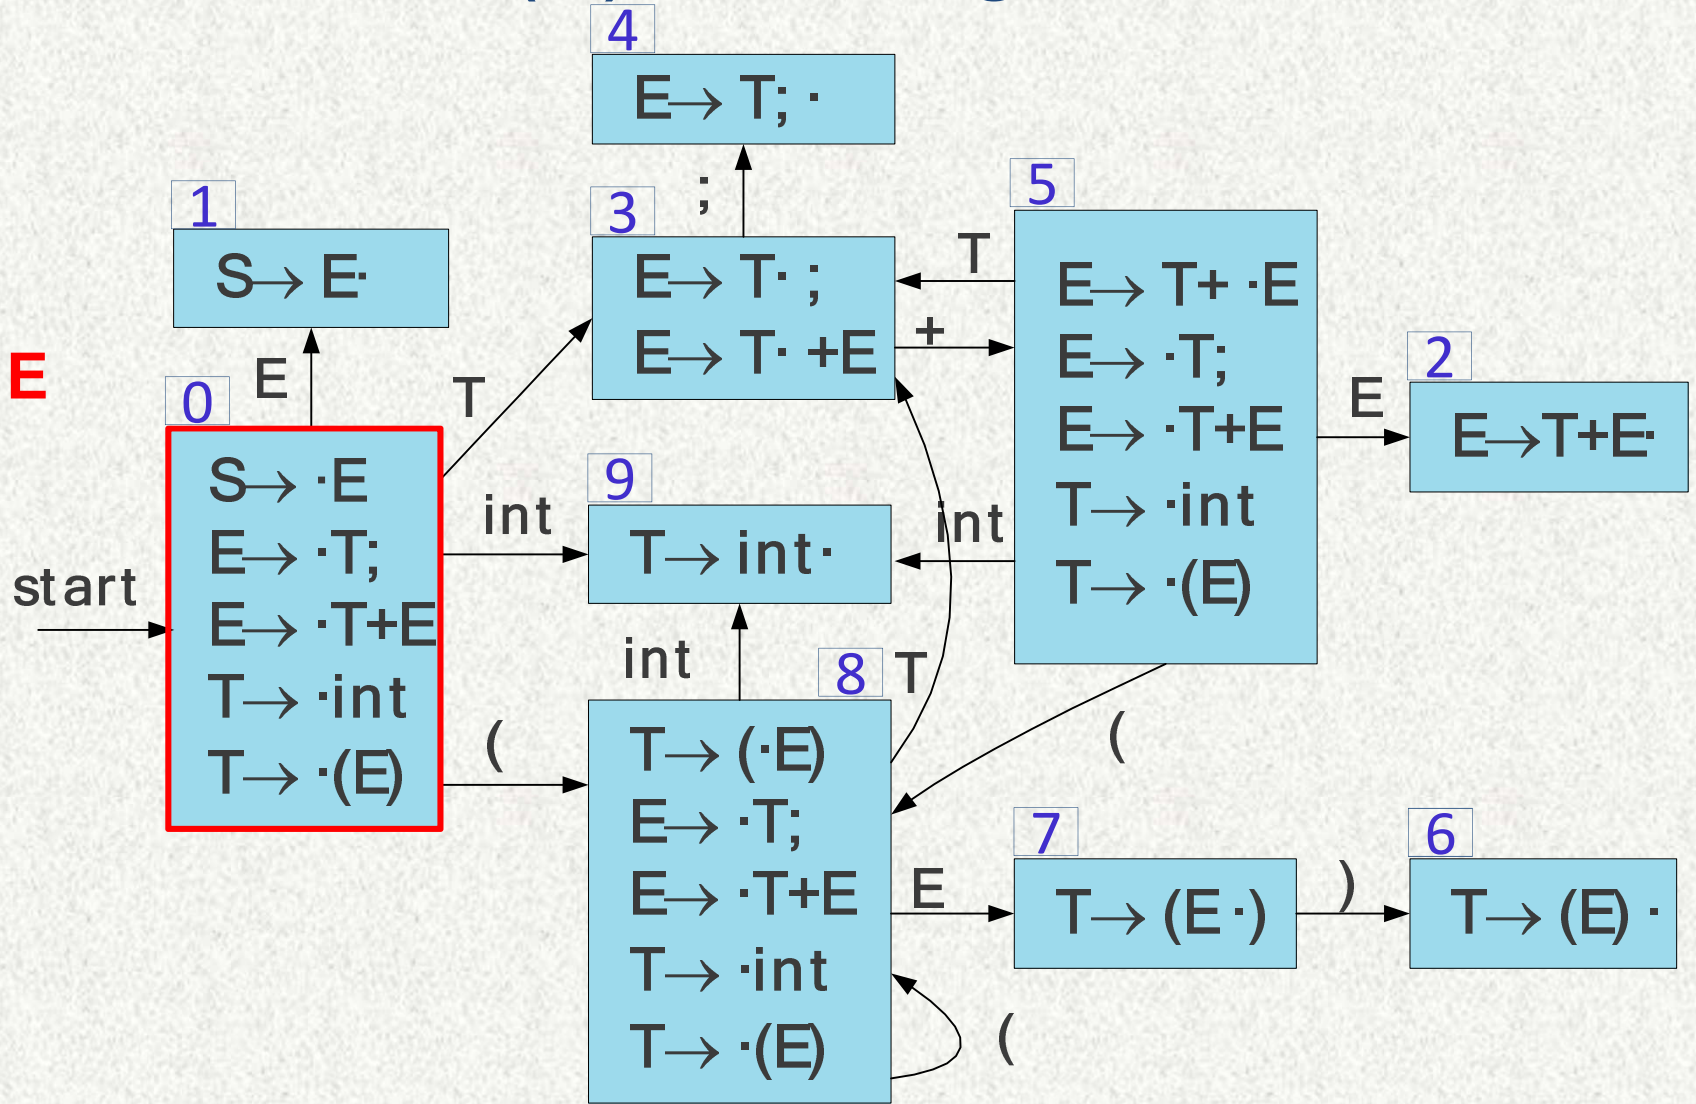 4
E→ T; ·
;
1
S→ E·
E
3
E→ T· ;
E→ T· +E
T
+
5
E→ T+ ·E
E→ ·T;
E→ ·T+E
T→ ·int
T→ ·(E)
2
E→T+E·
E
E
T
0
S→ ·E
E→ ·T;
E→ ·T+E
T→ ·int
T→ ·(E)
start
int
9
T→ int·
int
T
int
(
(
8
T→ (·E)
E→ ·T;
E→ ·T+E
T→ ·int
T→ ·(E)
E
7
T→ (E·)
)
6
T→ (E) ·
(